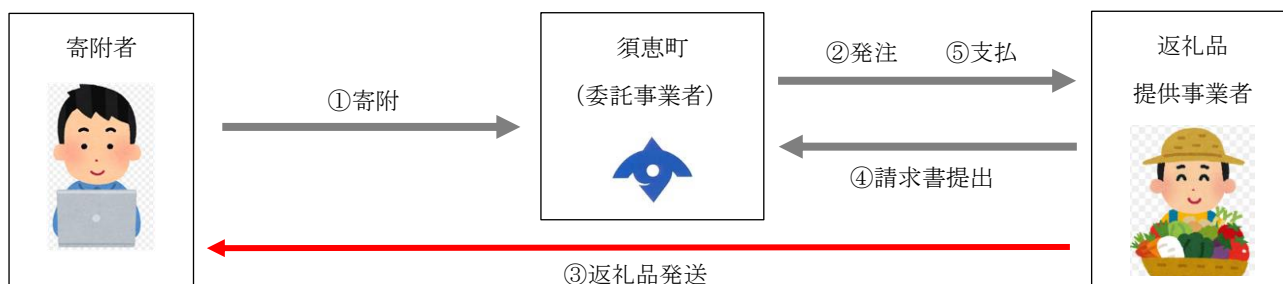 寄附者
①寄附
須恵町
(委託事業者)
②発注 ⑤支払
④請求書提出
返礼品
提供事業者
③返礼品発送